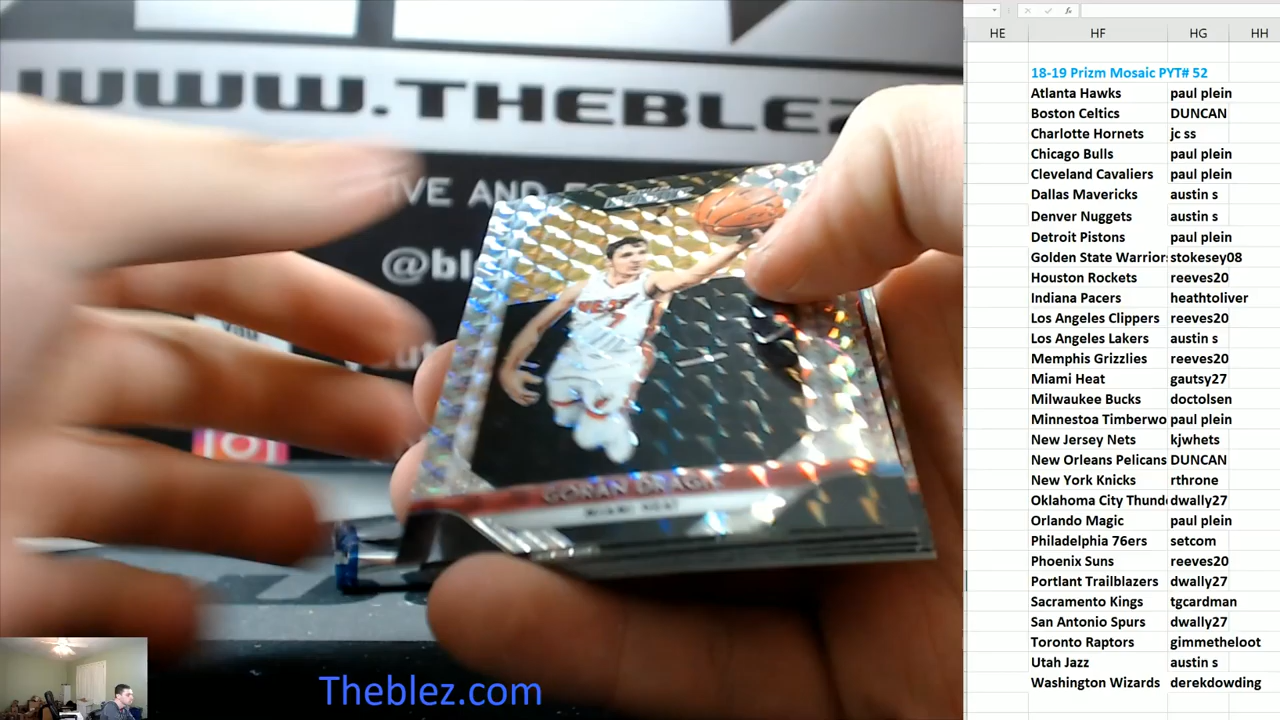 WWW.THEBLEZ
IVE AND
@ble
GORAN DRAGIC
MIAMI HEAT
Theblez.com
HE HF HG HH
18-19 Prizm Mosaic PYT# 52
Atlanta Hawks paul plein
Boston Celtics DUNCAN
Charlotte Hornets jc ss
Chicago Bulls paul plein
Cleveland Cavaliers paul plein
Dallas Mavericks austin s
Denver Nuggets austin s
Detroit Pistons paul plein
Golden State Warrior stokesey08
Houston Rockets reeves20
Indiana Pacers heathtoliver
Los Angeles Clippers reeves20
Los Angeles Lakers austin s
Memphis Grizzlies reeves20
Miami Heat gautsy27
Milwaukee Bucks doctolsen
Minnestoa Timberwo paul plein
New Jersey Nets kjwhets
New Orleans Pelicans DUNCAN
New York Knicks rthrone
Oklahoma City Thund dwally27
Orlando Magic paul plein
Philadelphia 76ers setcom
Phoenix Suns reeves20
Portlant Trailblazers dwally27
Sacramento Kings tgcardman
San Antonio Spurs dwally27
Toronto Raptors gimmetheloot
Utah Jazz austin s
Washington Wizards derekdowding